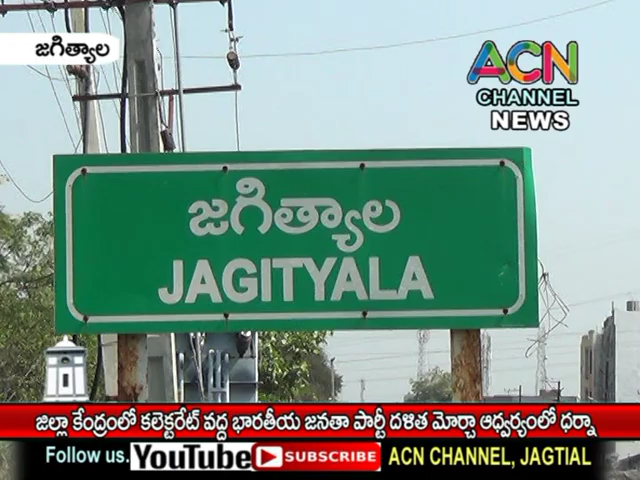 జగిత్యాల
ACN
CHANNEL
NEWS
జగిత్యాల
JAGITYALA
జిల్లా కేంద్రంలో కలెక్టరేట్ వద్ద భారతీయ జనతా పార్టీ దళిత మోర్చా ఆధ్వర్యంలో ధర్నా
Follow us. YouTube SUBSCRIBE ACN CHANNEL, JAGTIAL